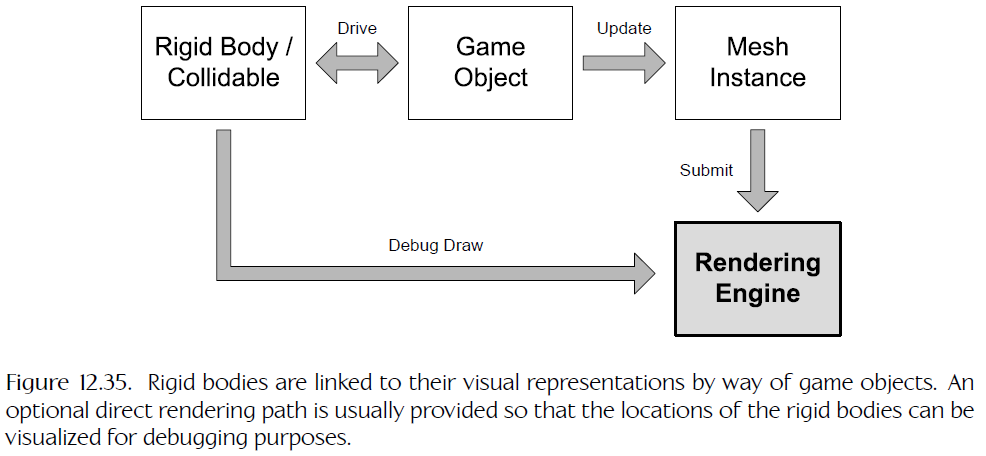 Rigid Body /
Collidable
Drive
Game
Object
Update
Mesh
Instance
Submit
Debug Draw
Rendering
Engine
Figure 12.35. Rigid bodies are linked to their visual representations by way of game objects. An
optional direct rendering path is usually provided so that the locations of the rigid bodies can be
visualized for debugging purposes.